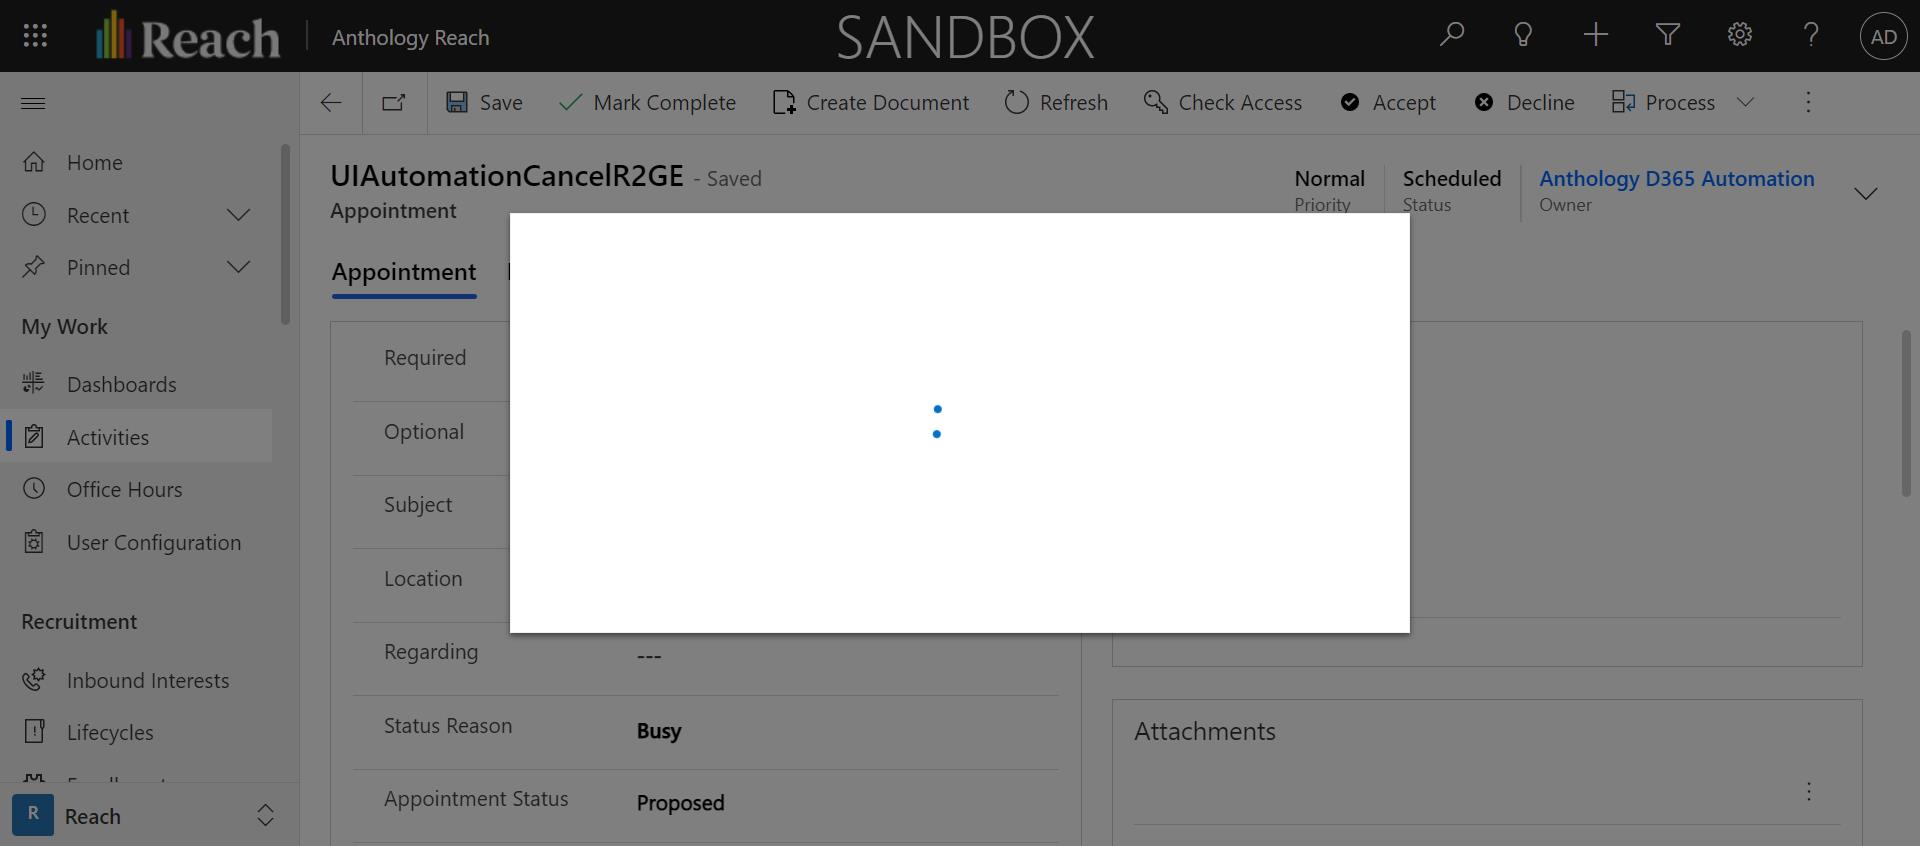 Reach
Anthology Reach
SANDBOX
AD
Save
Mark Complete
Create Document
Refresh
Check Access
Accept
Decline
Process
Home
Recent
Pinned
My Work
Dashboards
Activities
Office Hours
User Configuration
Recruitment
Inbound Interests
Lifecycles
R
Reach
UIAutomationCancelR2GE - Saved
Appointment
Normal
Priority
Scheduled
Status
Anthology D365 Automation
Owner
Appointment
Required
Optional
Subject
Location
Regarding
---
Status Reason
Busy
Appointment Status
Proposed
Attachments